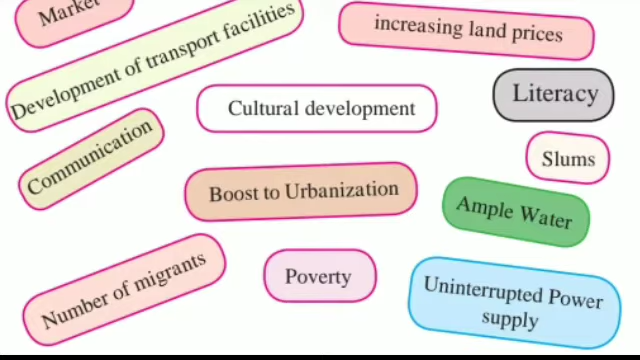 Market
increasing land prices
Development of transport facilities
Literacy
Cultural development
Communication
Slums
Boost to Urbanization
Ample Water
Number of migrants
Poverty
Uninterrupted Power
supply